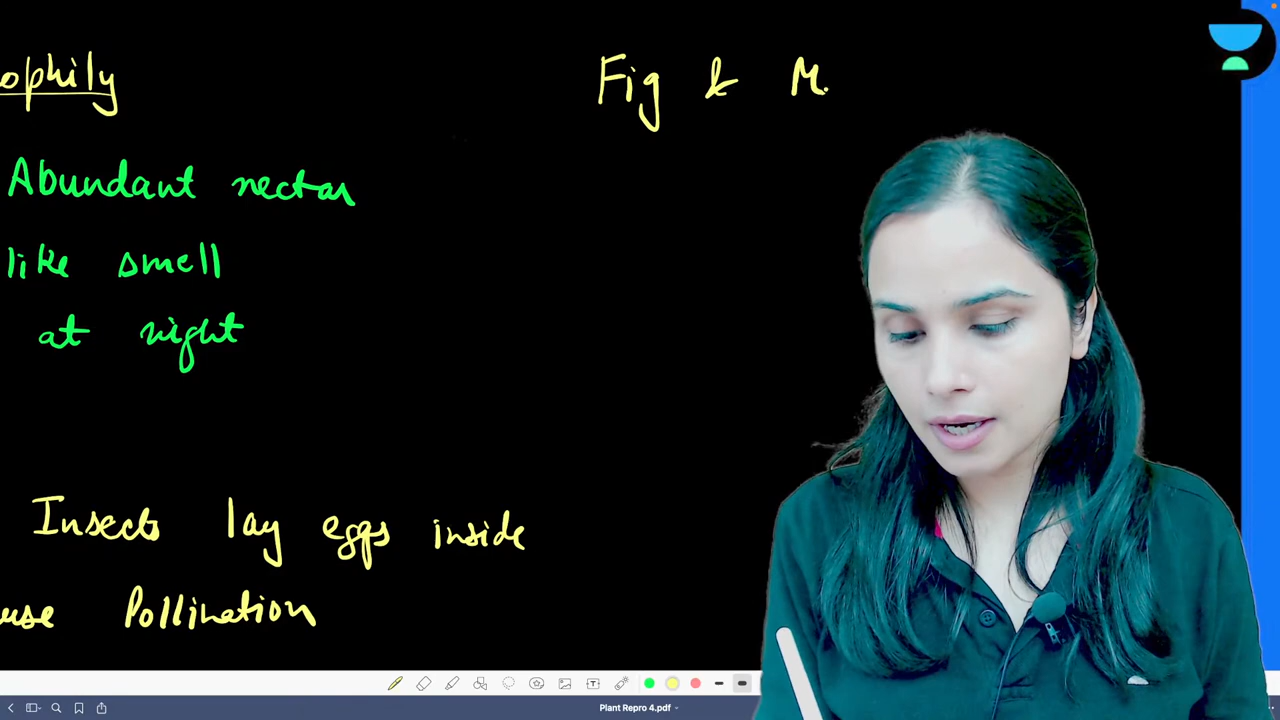 ophily
Fig & M.
Abundant nectar
like smell
at night
Insects lay eggs inside
use Pollination
Plant Repro 4.pdf